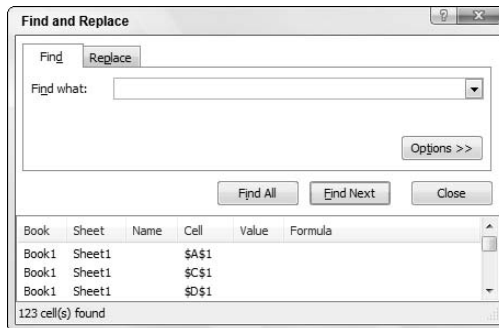 Find and Replace
Find Replace
Find what:
Options >>
Find All Find Next Close
Book Sheet Name Cell Value Formula
Book1 Sheet1 $A$1
Book1 Sheet1 $C$1
Book1 Sheet1 $D$1
123 cell(s) found